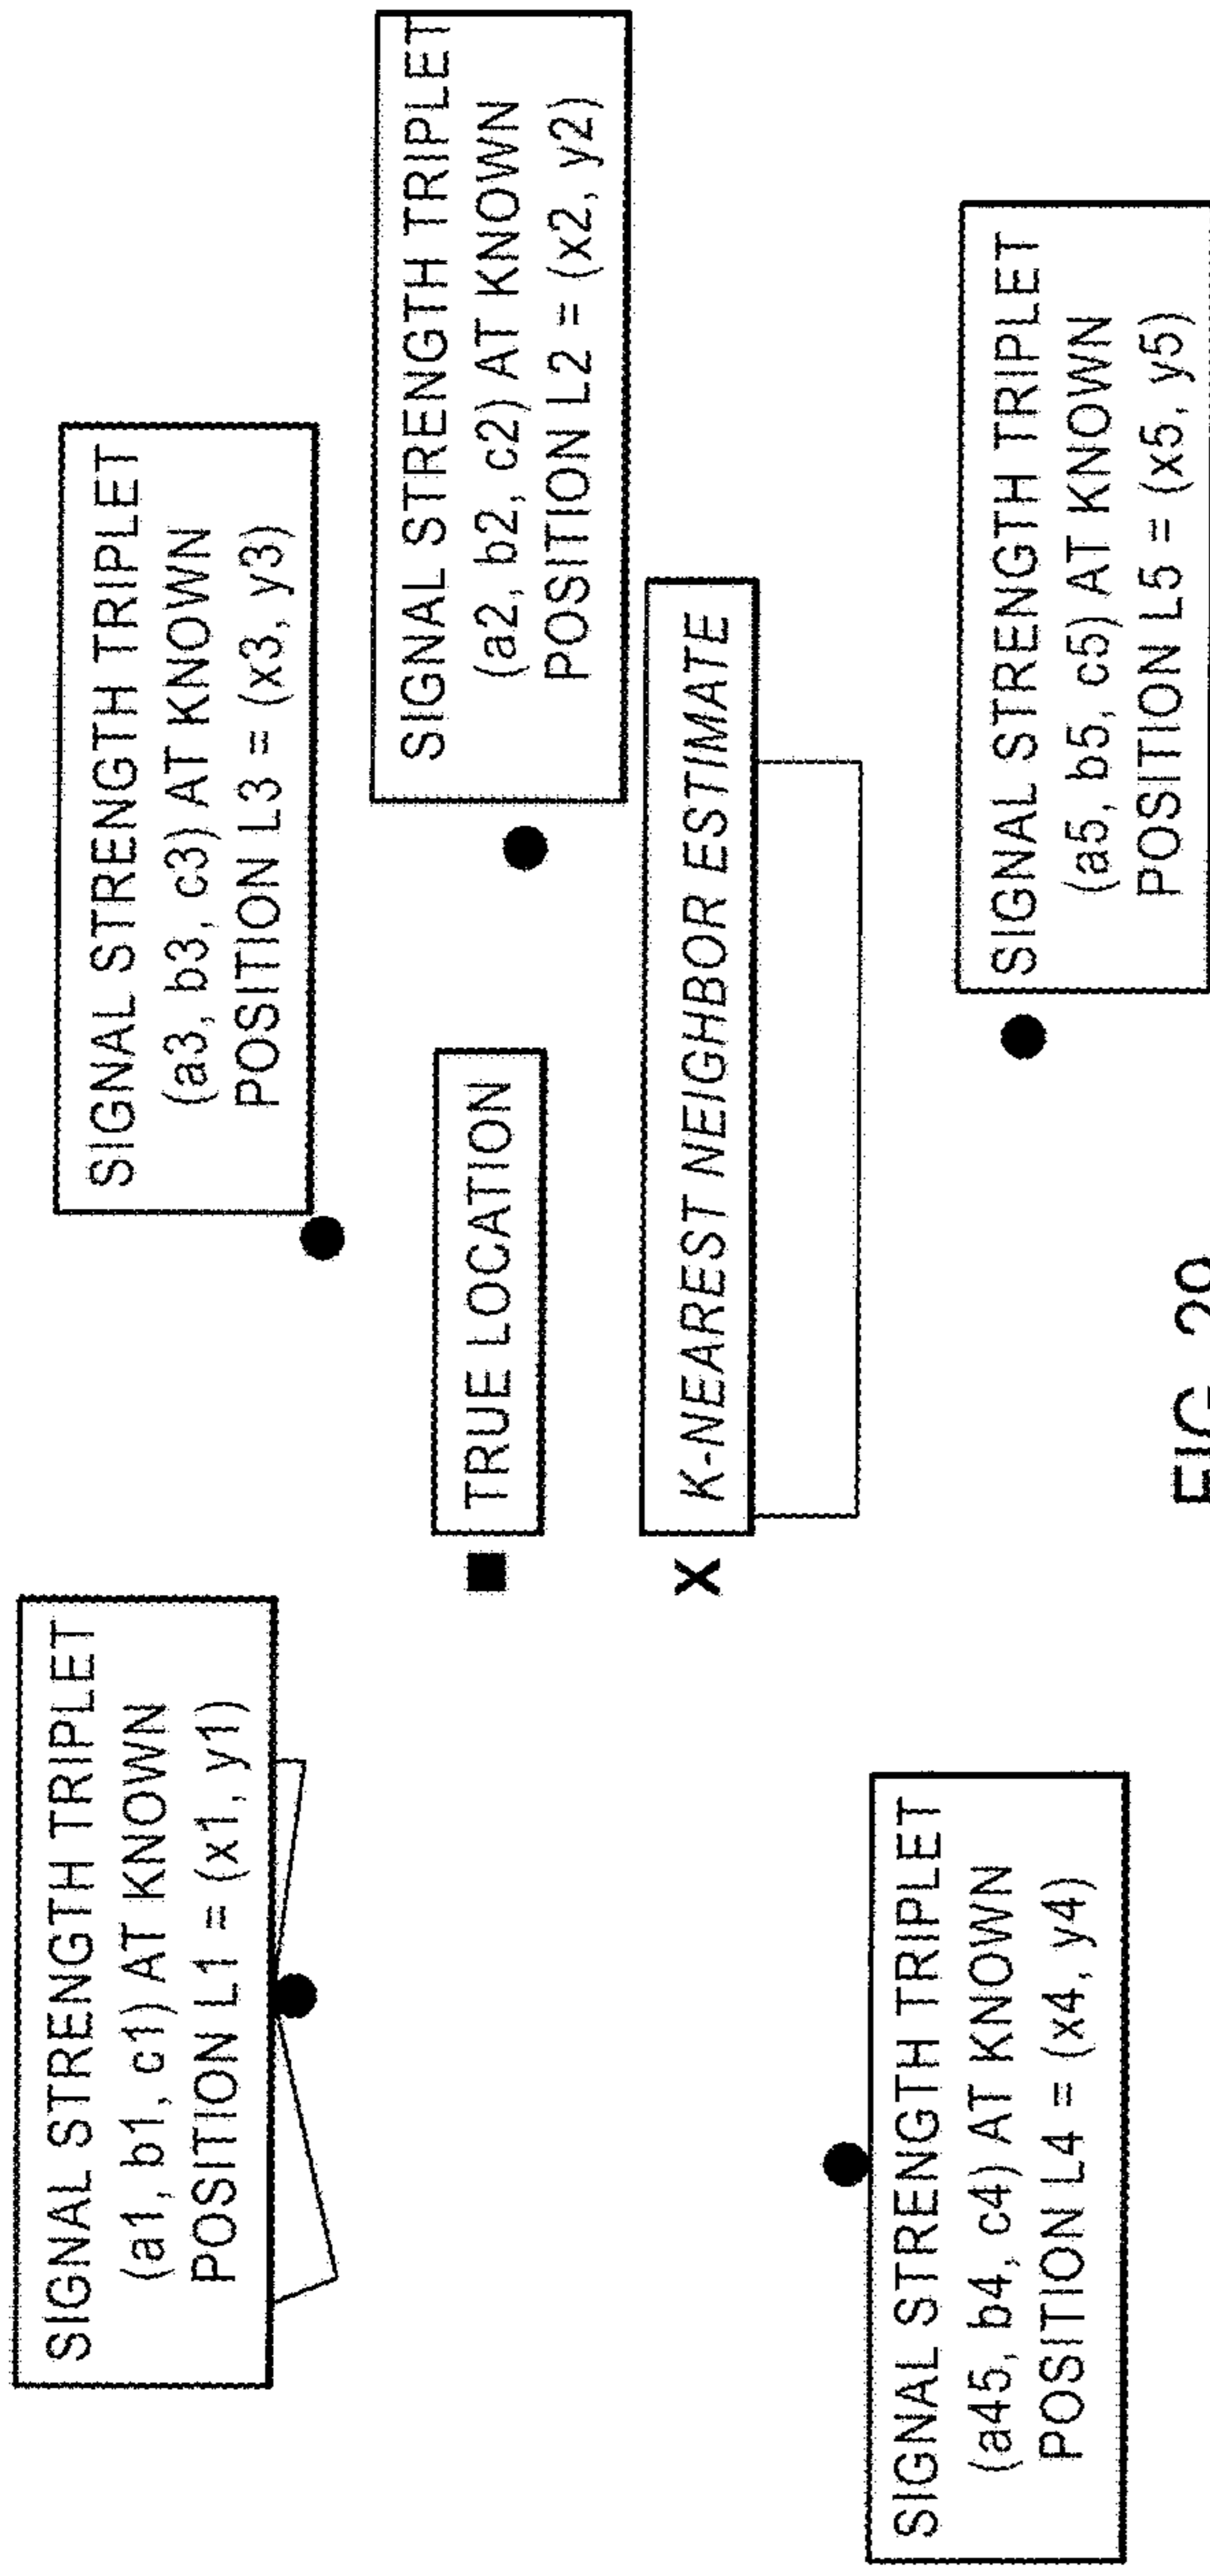 SIGNAL STRENGTH TRIPLET
(a1, b1, c1) AT KNOWN
POSITION L1 = (x1, y1)
SIGNAL STRENGTH TRIPLET
(a3, b3, c3) AT KNOWN
POSITION L3 = (x3, y3)
SIGNAL STRENGTH TRIPLET
(a2, b2, c2) AT KNOWN
POSITION L2 = (x2, y2)
TRUE LOCATION
X K-NEAREST NEIGHBOR ESTIMATE
SIGNAL STRENGTH TRIPLET
(a45, b4, c4) AT KNOWN
POSITION L4 = (x4, y4)
SIGNAL STRENGTH TRIPLET
(a5, b5, c5) AT KNOWN
POSITION L5 = (x5, y5)
FIG. 29